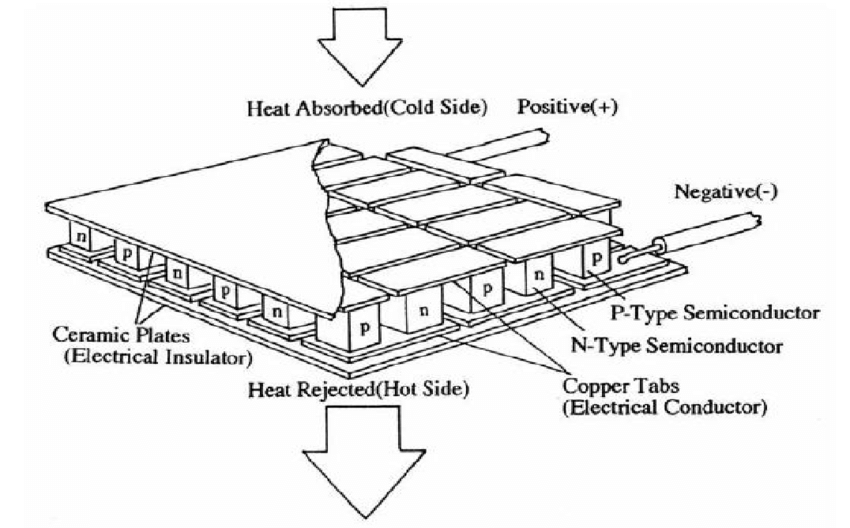 Heat Absorbed(Cold Side)
Positive(+)
Negative(-)
n
p
n
p
n
p
n
p
n
p
P-Type Semiconductor
N-Type Semiconductor
Ceramic Plates
(Electrical Insulator)
Copper Tabs
(Electrical Conductor)
Heat Rejected(Hot Side)